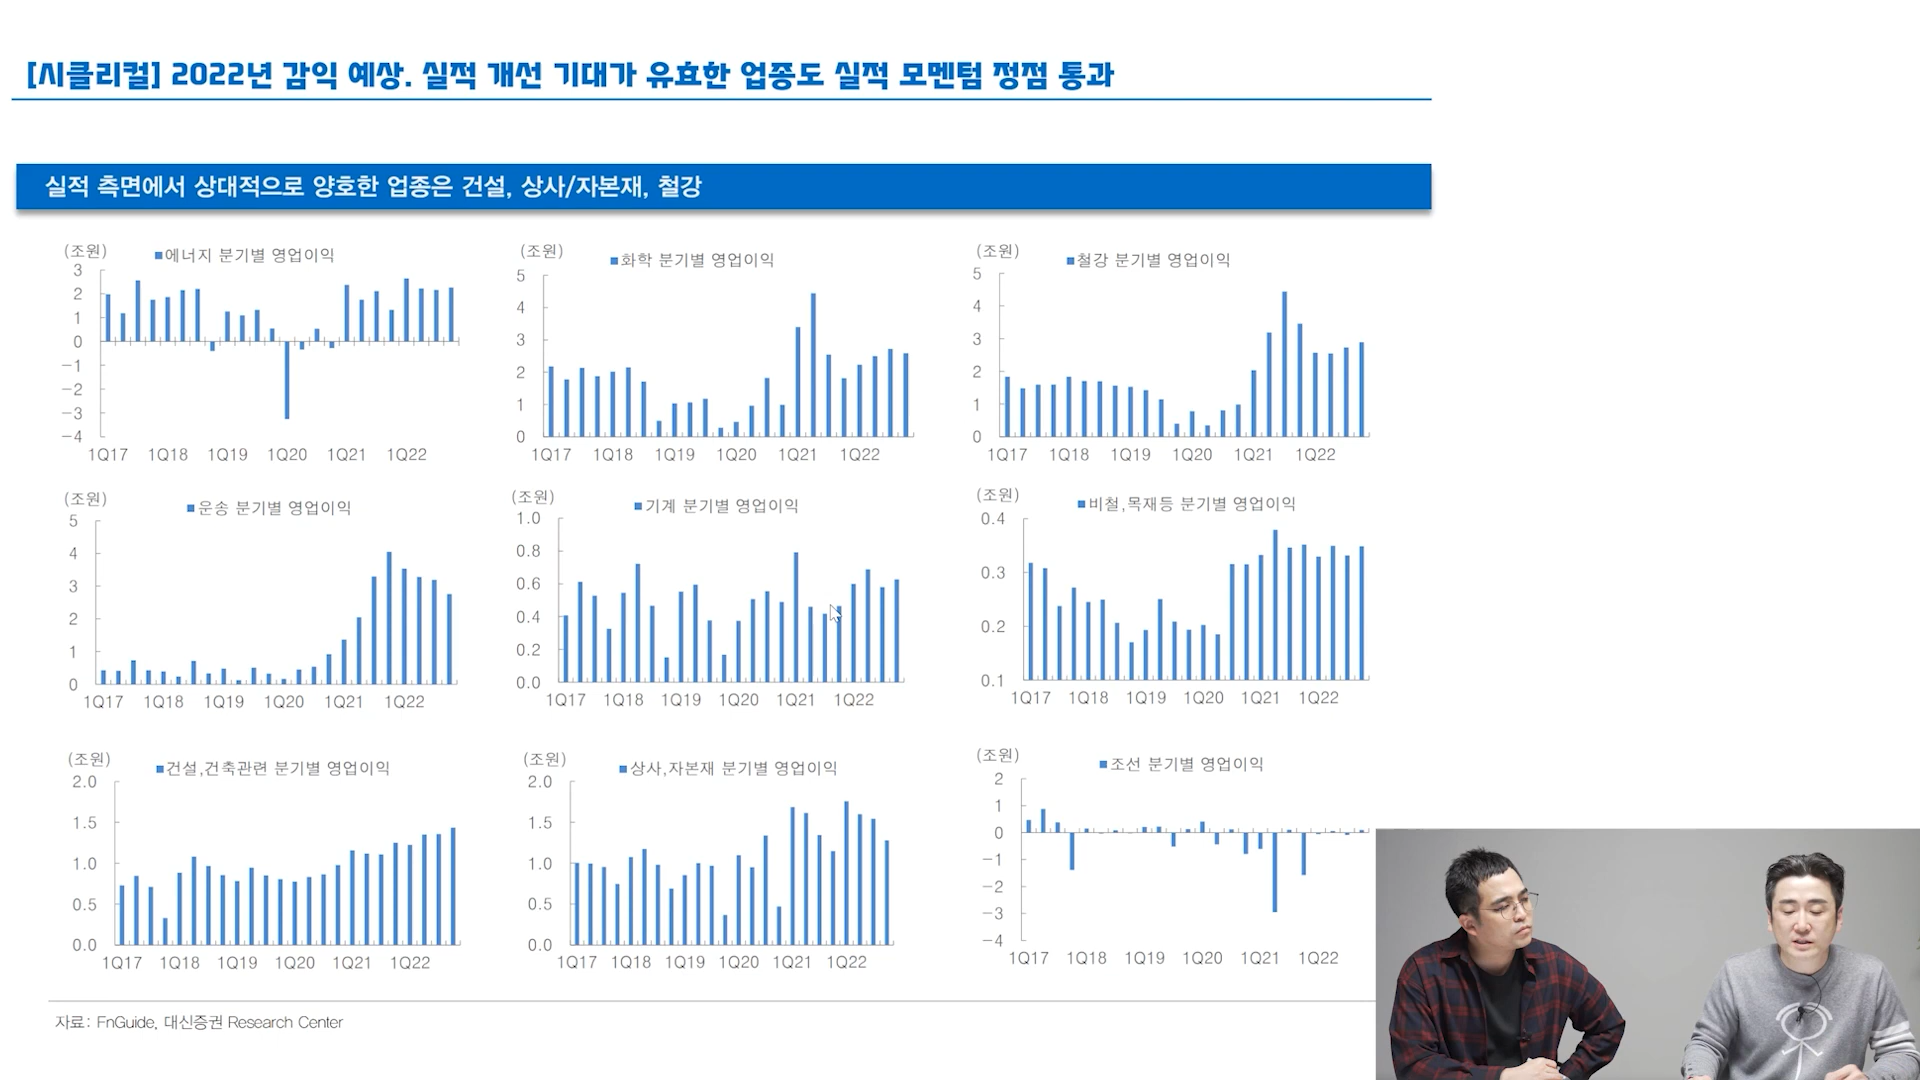 [시클리컬] 2022년 감익 예상. 실적 개선 기대가 유효한 업종도 실적 모멘텀 정점 통과
실적 측면에서 상대적으로 양호한 업종은 건설, 상사/자본재, 철강
(조원)
■에너지 분기별 영업이익
3
2
1
0
-1
-2
-3
-4
1Q17 1Q18 1Q19 1Q20 1Q21 1Q22
(조원)
■화학 분기별 영업이익
5
4
3
2
1
0
1Q17 1Q18 1Q19 1Q20 1Q21 1Q22
(조원)
■철강 분기별 영업이익
5
4
3
2
1
0
1Q17 1Q18 1Q19 1Q20 1Q21 1Q22
(조원)
■운송 분기별 영업이익
5
4
3
2
1
0
1Q17 1Q18 1Q19 1Q20 1Q21 1Q22
(조원)
■기계 분기별 영업이익
1.0
0.8
0.6
0.4
0.2
0.0
1Q17 1Q18 1Q19 1Q20 1Q21 1Q22
(조원)
■비철,목재등 분기별 영업이익
0.4
0.3
0.2
0.1
1Q17 1Q18 1Q19 1Q20 1Q21 1Q22
(조원)
■건설,건축관련 분기별 영업이익
2.0
1.5
1.0
0.5
0.0
1Q17 1Q18 1Q19 1Q20 1Q21 1Q22
(조원)
■상사,자본재 분기별 영업이익
2.0
1.5
1.0
0.5
0.0
1Q17 1Q18 1Q19 1Q20 1Q21 1Q22
(조원)
■조선 분기별 영업이익
2
1
0
-1
-2
-3
-4
1Q17 1Q18 1Q19 1Q20 1Q21 1Q22
자료: FnGuide, 대신증권 Research Center